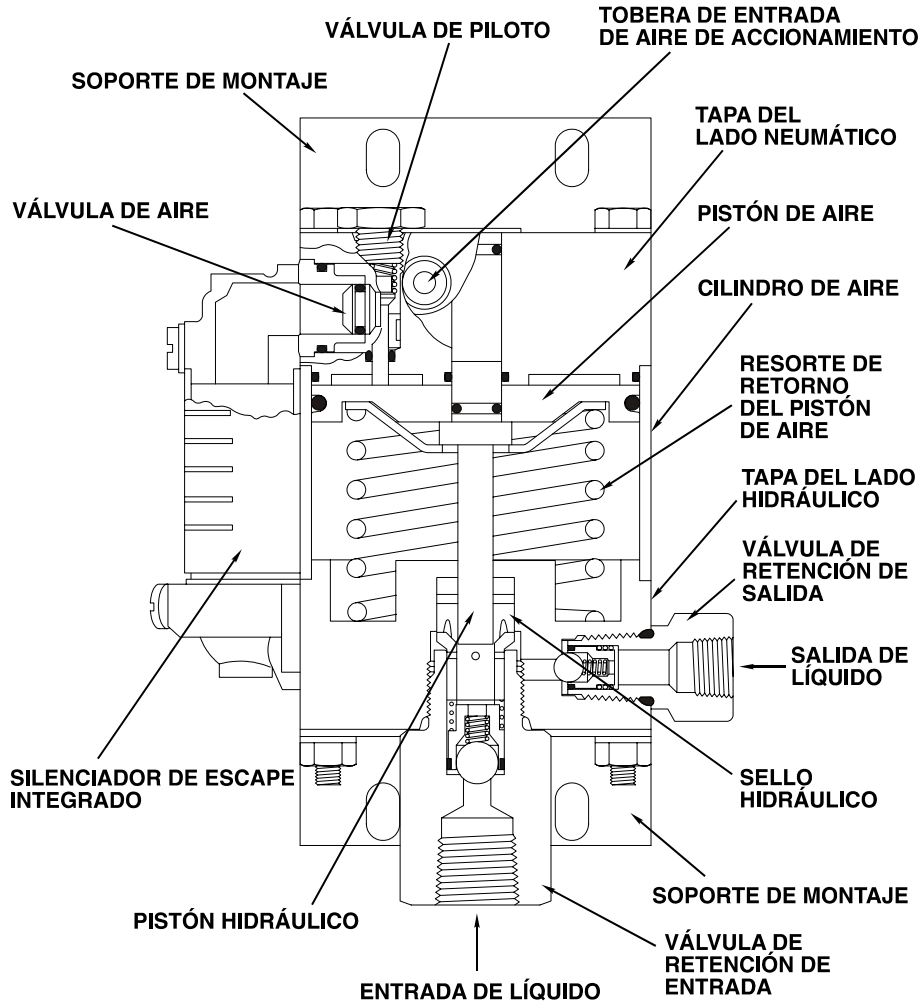 TOBERA DE ENTRADA
DE AIRE DE ACCIONAMIENTO
VÁLVULA DE PILOTO
SOPORTE DE MONTAJE
TAPA DEL
LADO NEUMÁTICO
VÁLVULA DE AIRE
PISTÓN DE AIRE
CILINDRO DE AIRE
RESORTE DE
RETORNO
DEL PISTÓN
DE AIRE
TAPA DEL LADO
HIDRÁULICO
VÁLVULA DE
RETENCIÓN DE
SALIDA
SALIDA DE
LÍQUIDO
SILENCIADOR DE ESCAPE
INTEGRADO
SELLO
HIDRÁULICO
SOPORTE DE MONTAJE
PISTÓN HIDRÁULICO
VÁLVULA DE
RETENCIÓN DE
ENTRADA
ENTRADA DE LÍQUIDO